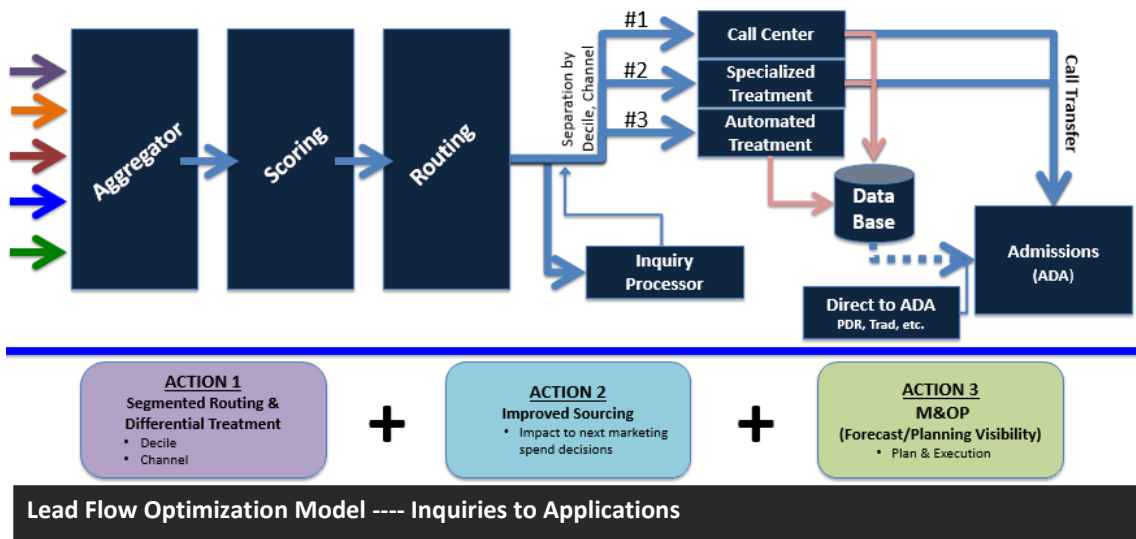 Aggregator
Scoring
Routing
Separation by
Decile, Channel
#1
#2
#3
Call Center
Specialized
Treatment
Automated
Treatment
Call Transfer
Data
Base
Inquiry
Processor
Admissions
(ADA)
Direct to ADA
PDR, Trad, etc.
ACTION 1
Segmented Routing &
Differential Treatment
• Decile
• Channel
+
ACTION 2
Improved Sourcing
• Impact to next marketing
spend decisions
+
ACTION 3
M&OP
(Forecast/Planning Visibility)
• Plan & Execution
Lead Flow Optimization Model ---- Inquiries to Applications